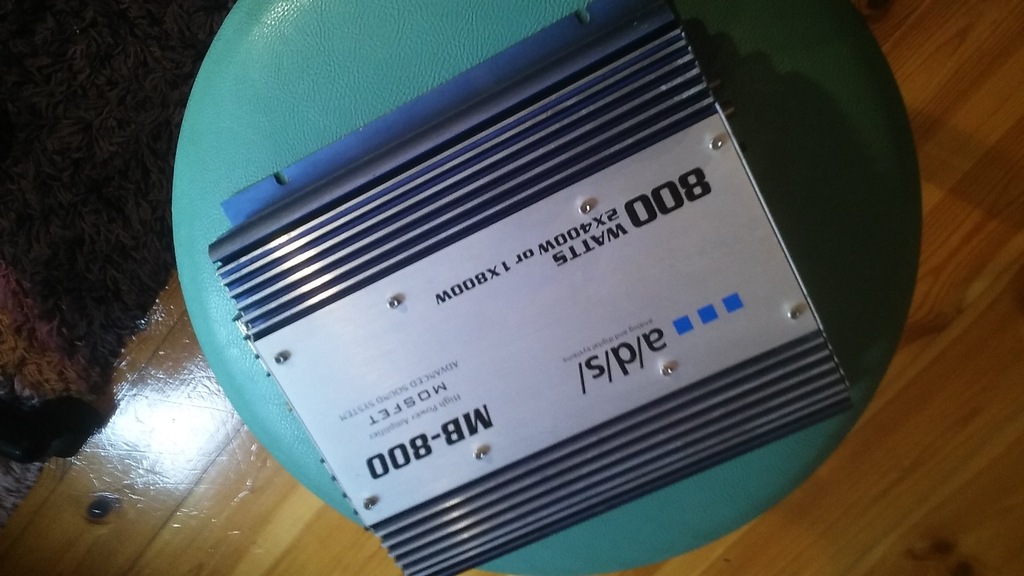 800 WATTS
2X400W or 1X800W
a/d/s/
analog and digital systems
MB-800
High Power Amplifier
MOSFET
ADVANCED SOUND SYSTEM